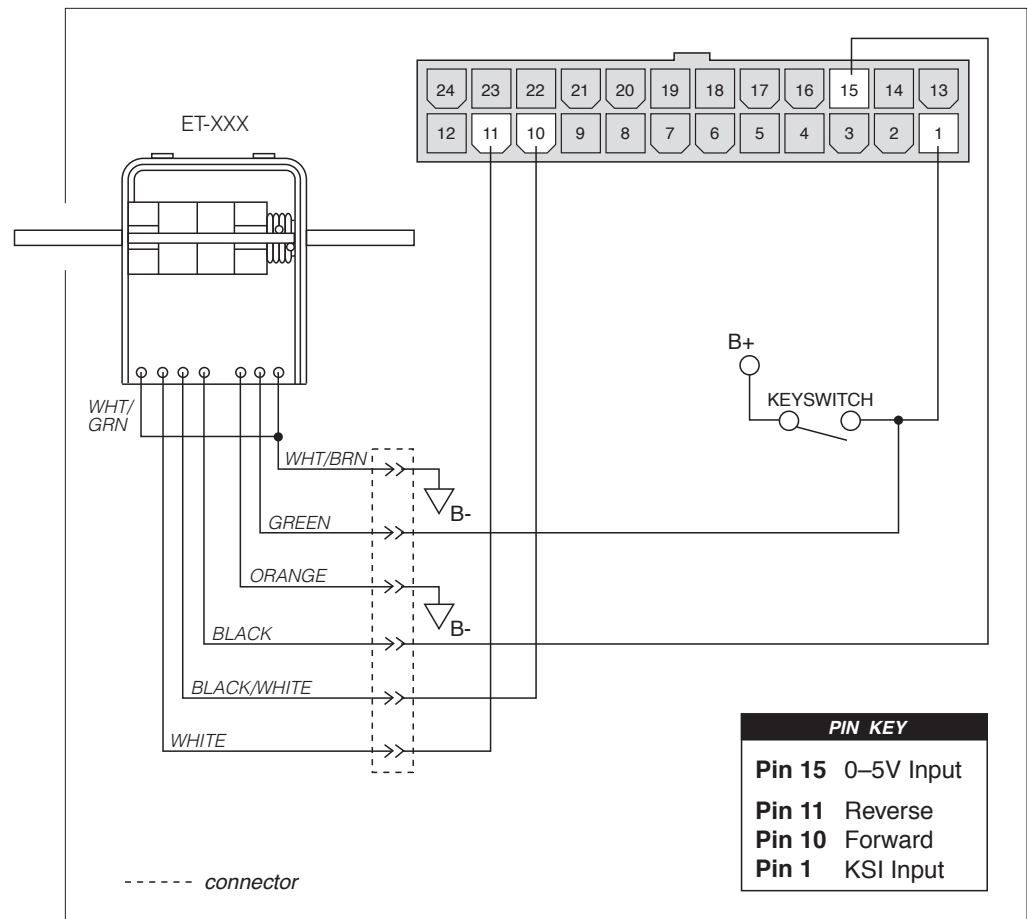 ET-XXX
24 23 22 21 20 19 18 17 16 15 14 13
12 11 10 9 8 7 6 5 4 3 2 1
B+
KEYSWITCH
WHT/
GRN
WHT/BRN
B-
GREEN
ORANGE
B-
BLACK
BLACK/WHITE
WHITE
PIN KEY
Pin 15 0–5V Input
Pin 11 Reverse
Pin 10 Forward
Pin 1 KSI Input
connector